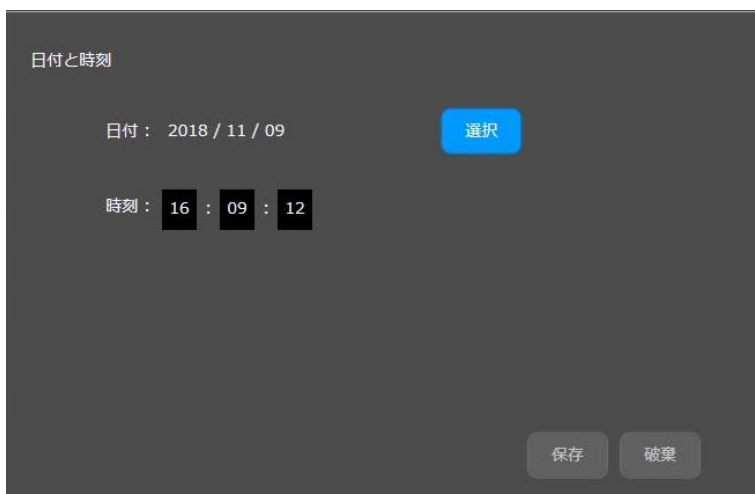 日付と時刻
日付： 2018 / 11 / 09 選択
時刻： 16 : 09 : 12
保存 破棄